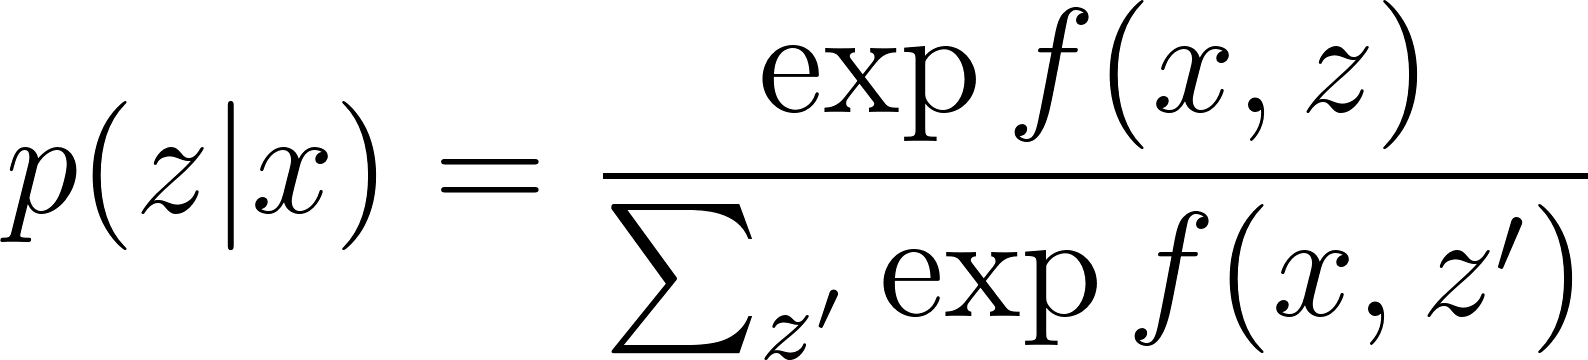 p(z|x) = \frac{\exp f(x, z)}{\sum_{z'} \exp f(x, z')}